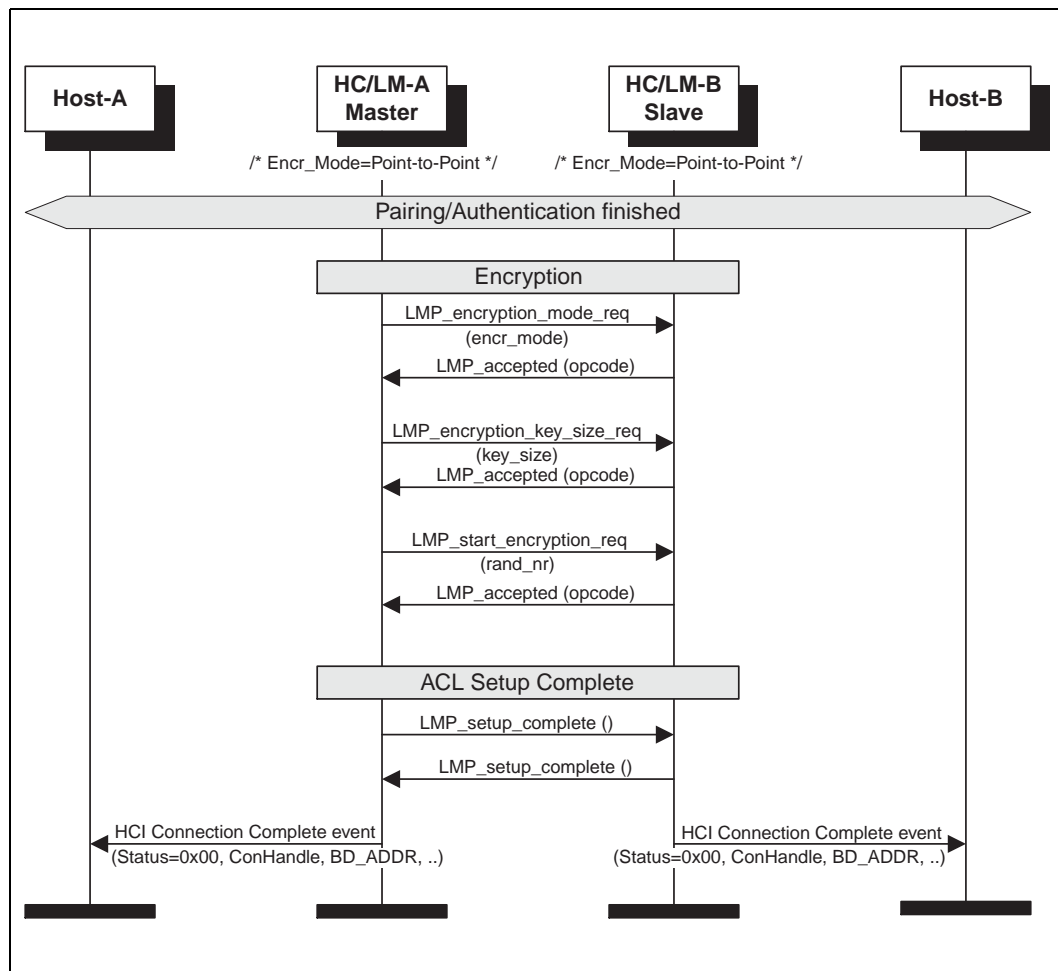 Host-A
HC/LM-A
Master
HC/LM-B
Slave
Host-B
/* Encr_Mode=Point-to-Point */
/* Encr_Mode=Point-to-Point */
Pairing/Authentication finished
Encryption
LMP_encryption_mode_req
(encr_mode)
LMP_accepted (opcode)
LMP_encryption_key_size_req
(key_size)
LMP_accepted (opcode)
LMP_start_encryption_req
(rand_nr)
LMP_accepted (opcode)
ACL Setup Complete
LMP_setup_complete ()
LMP_setup_complete ()
HCI Connection Complete event
(Status=0x00, ConHandle, BD_ADDR, ..)
HCI Connection Complete event
(Status=0x00, ConHandle, BD_ADDR, ..)